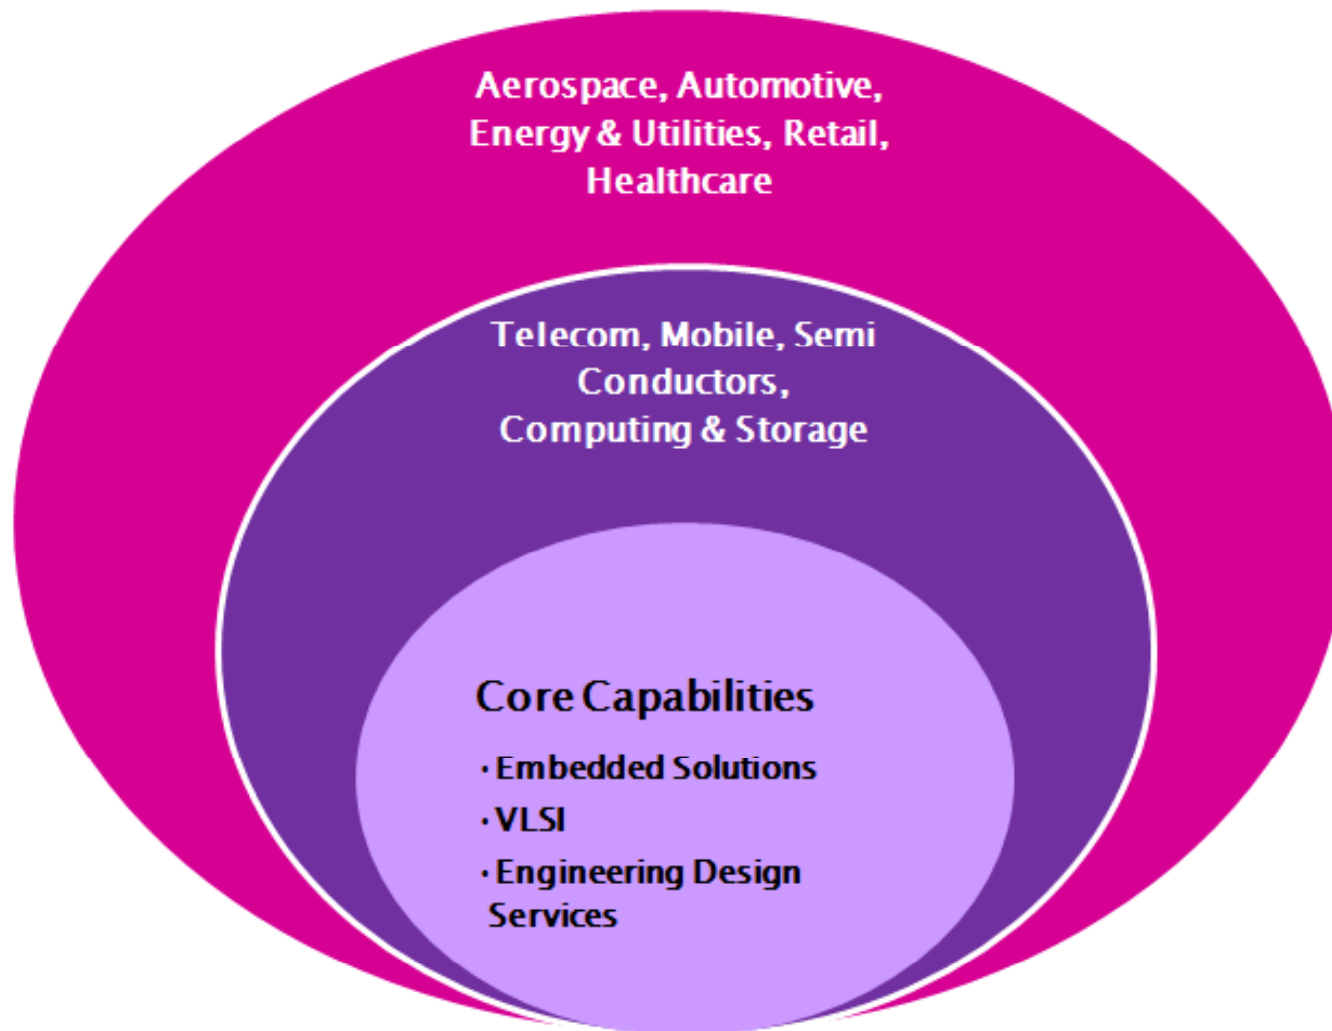 Aerospace, Automotive,
Energy & Utilities, Retail,
Healthcare
Telecom, Mobile, Semi
Conductors,
Computing & Storage
Core Capabilities
· Embedded Solutions
· VLSI
· Engineering Design
Services